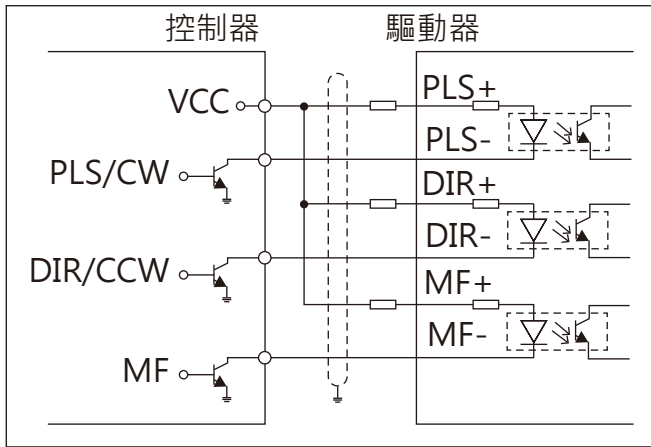 控制器
驅動器
VCC
PLS+
PLS-
PLS/CW
DIR+
DIR-
DIR/CCW
MF+
MF-
MF